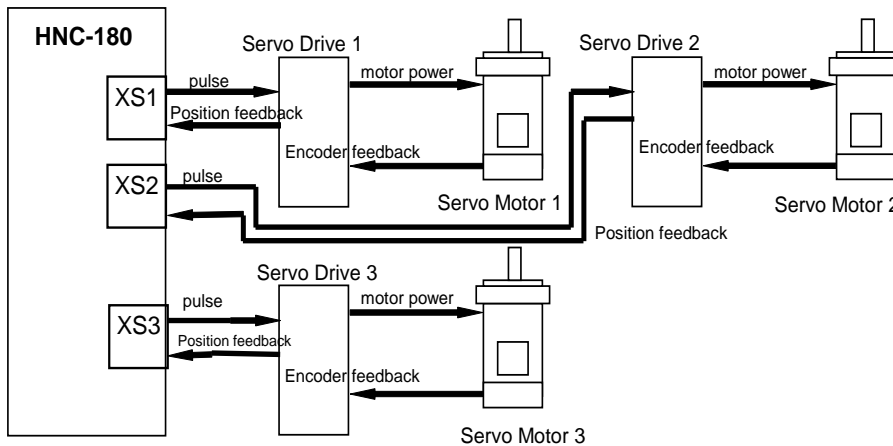 HNC-180
Servo Drive 1
Servo Drive 2
pulse
motor power
motor power
XS1
Position feedback
Encoder feedback
Encoder feedback
XS2
pulse
Servo Motor 1
Servo Motor 2
Position feedback
Servo Drive 3
pulse
motor power
XS3
Position feedback
Encoder feedback
Servo Motor 3